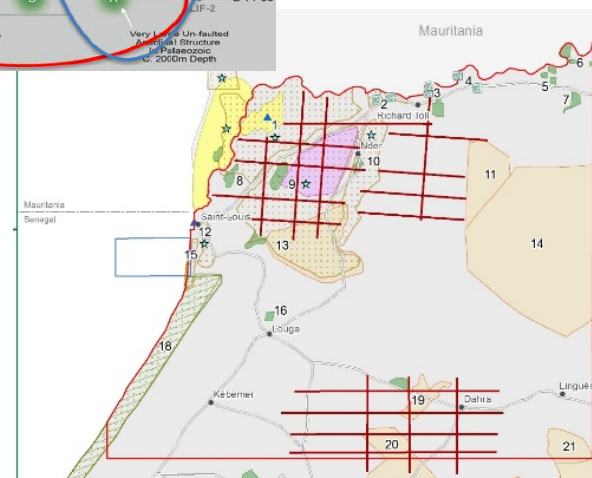 LIF-2
Very Large Un-faulted
Anticlinal Structure
in Palaeozoic
C. 2000m Depth
Mauritania
6
5
4
3
2
7
Richard Toll
1
Nder
10
11
8
9
Mauritania
Senegal
Saint-Louis
12
13
14
15
16
Louga
18
Kébémer
19
Dahra
Linguèr
20
21